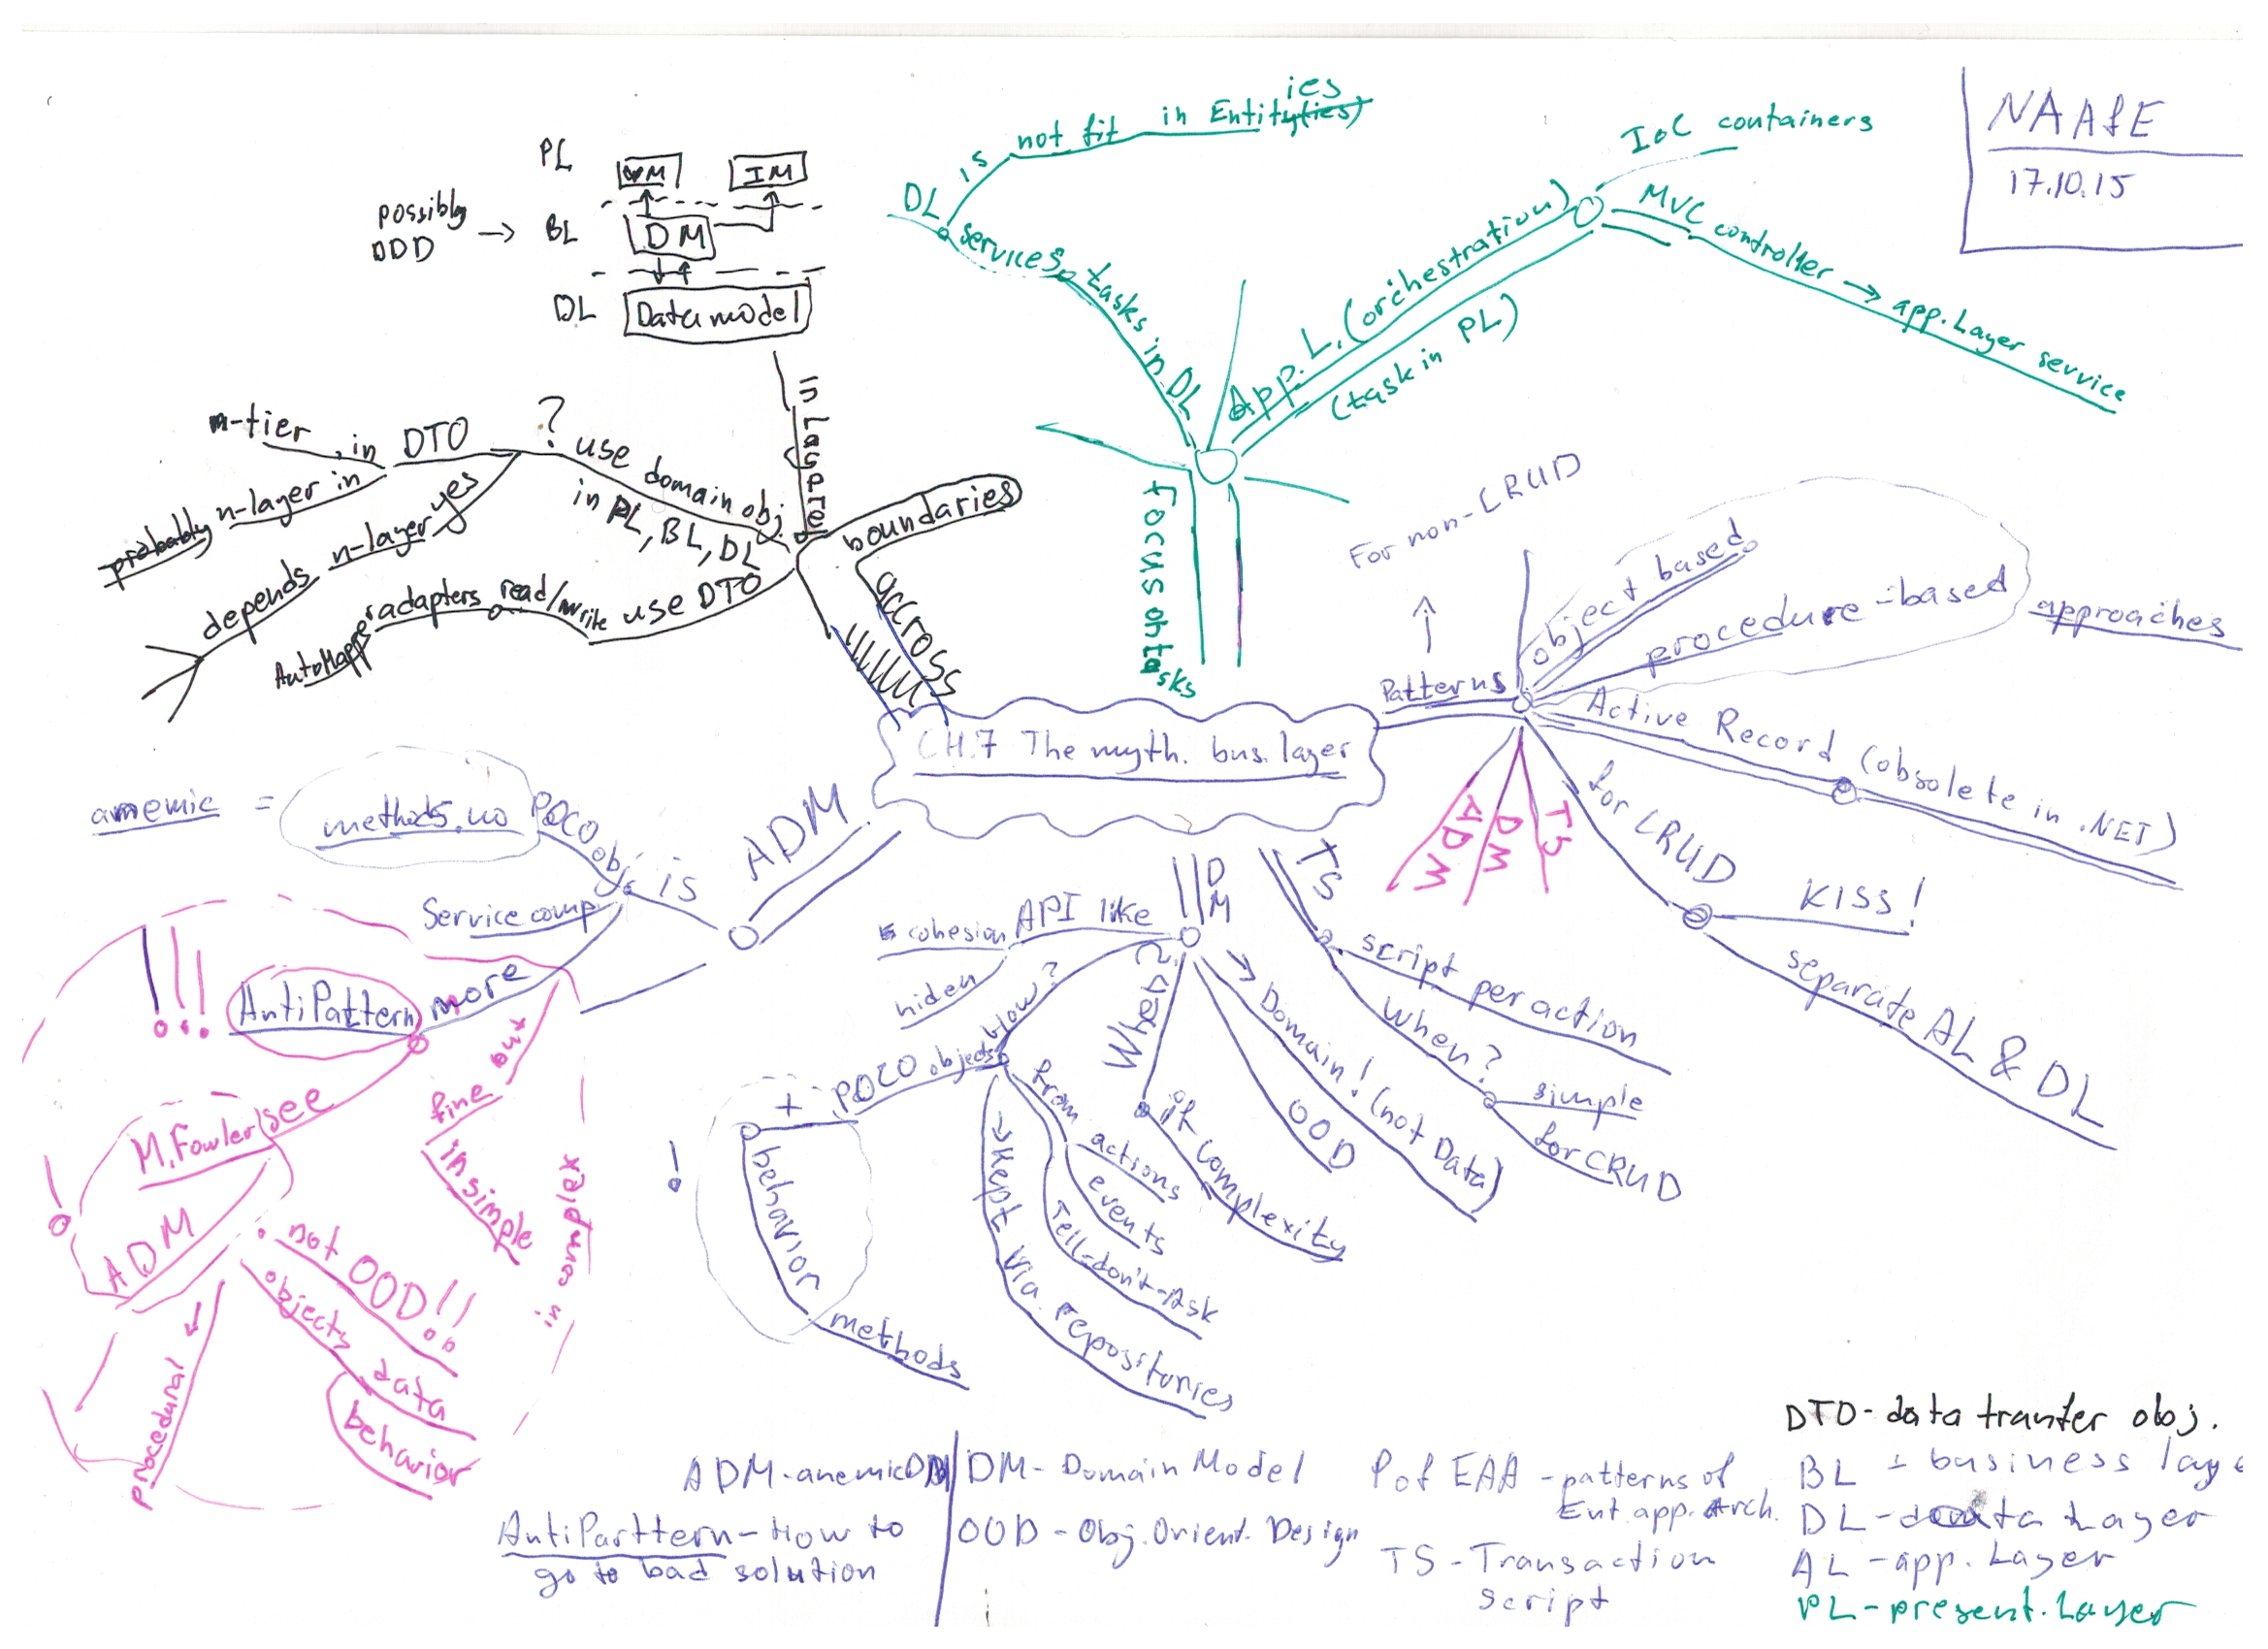 NAAfE
17.10.15
PL
VM
IM
possibly
DDD
→
BL
DM
DL
Data model
in Laspre
DL
is
not fit in Entityties)
ies
services
tasks in DL
App. L. (orchestration)
(task in PL)
IoC containers
MVC controller → app. Layer service
Focus on tasks
n-tier
in
DTO
probably n-layer in
?
use domain obj.
in PL, BL, DL
yes
n-layer
depends
use DTO
read/write
adapters
AutoMapper
boundaries
accross
CH.7 The myth. bus. layer
Patterns
For non-CRUD
object based
procedure-based
approaches
Active Record (obsolete in .NET)
for CRUD
KISS!
separate AL & DL
ADM
DM
TS
ADM
is
POCO obj
methods. no
=
anemic
Service comp
more
AntiPattern
!!!
see
M. Fowler
ADM
!
not OOD!!
objects data
behavior
procedural
but
fine
in simple
in complex
!!
DM
API like
cohesion
hiden
how?
POCO objects
+
behavior
methods
!
from actions
events
Tell-don't-Ask
→ kept via repositories
Why?
if complexity
OOD
→ Domain! (not Data)
TS
script per action
When?
simple
for CRUD
ADM-anemic DM
AntiParttern-How to
go to bad solution
DM- Domain Model
OOD - Obj. Orient. Design
PofEAA -patterns of
Ent. app. Arch.
TS-Transaction
script
DTO-data tranfer obj.
BL - business laye
DL-data Layer
AL -app. Layer
PL-present. Layer